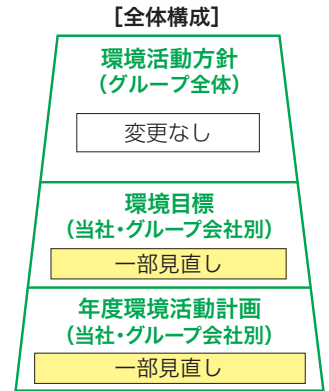 ［全体構成］
環境活動方針
（グループ全体）
変更なし
環境目標
（当社・グループ会社別）
一部見直し
年度環境活動計画
（当社・グループ会社別）
一部見直し